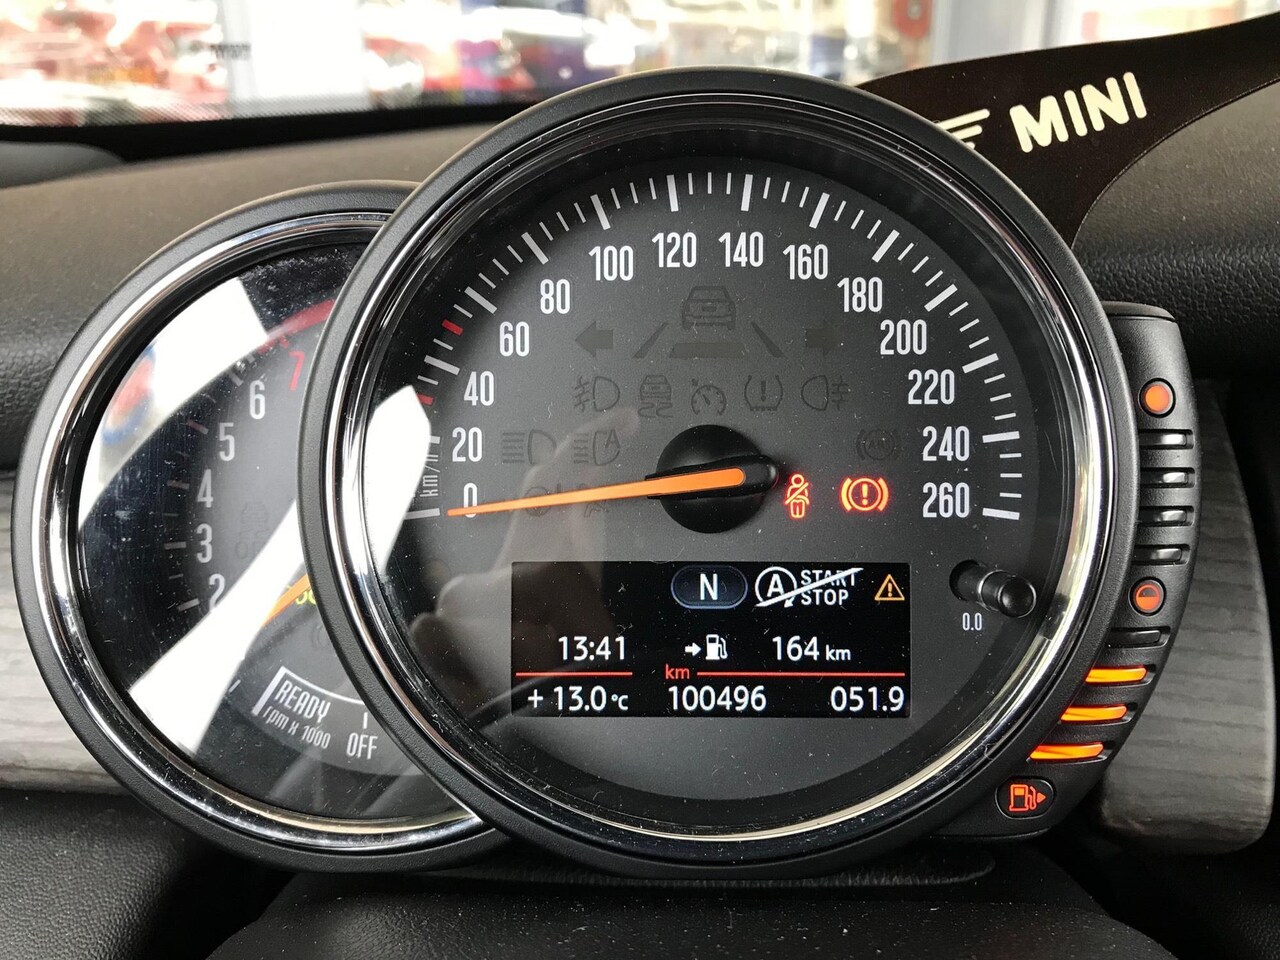 MINI
100 120 140 160
80 180
60 200
40 220
20 240
km/h
0 260
N A START STOP
13:41 164 km
km
+ 13.0 °C 100496 051.9
0.0
7
6
5
4
3
2
READY
rpm x 1000 OFF